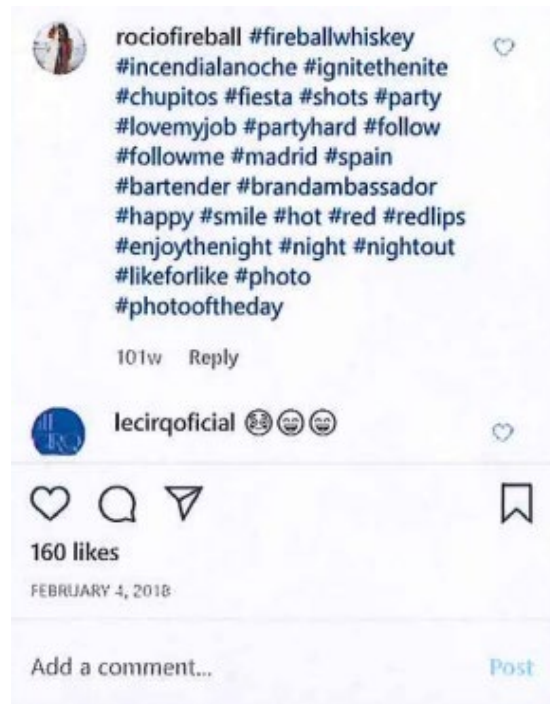 rociofireball #fireballwhiskey
#incendialanoche #ignitethenite
#chupitos #fiesta #shots #party
#lovemyjob #partyhard #follow
#followme #madrid #spain
#bartender #brandambassador
#happy #smile #hot #red #redlips
#enjoythenight #night #nightout
#likeforlike #photo
#photooftheday
101w Reply
lecirqoficial 😂😄😄
160 likes
FEBRUARY 4, 2018
Add a comment... Post